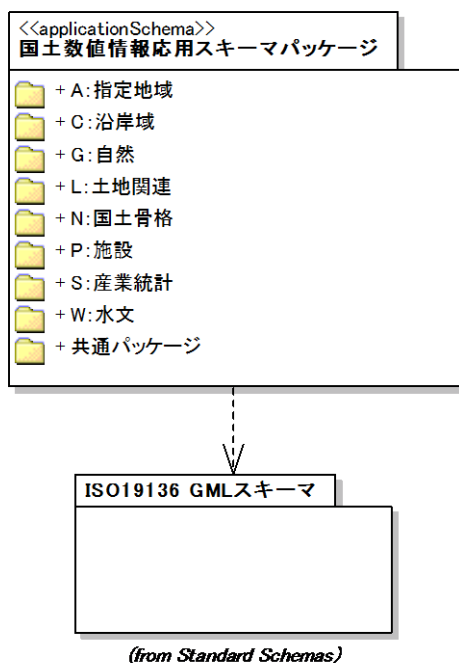 <<applicationSchema>>
国土数値情報応用スキーマパッケージ
+ A:指定地域
+ C:沿岸域
+ G:自然
+ L:土地関連
+ N:国土骨格
+ P:施設
+ S:産業統計
+ W:水文
+ 共通パッケージ
ISO19136 GMLスキーマ
(from Standard Schemas)